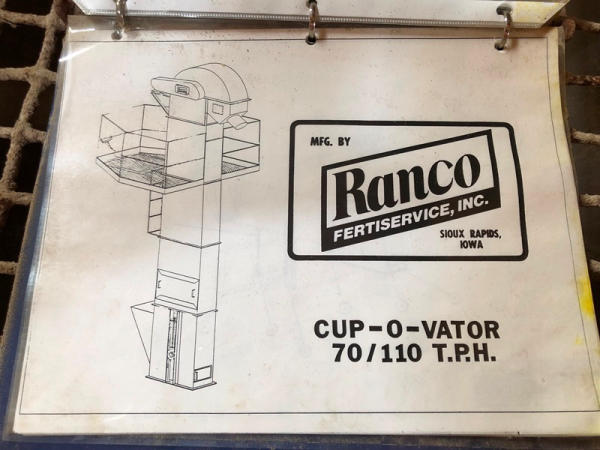 MFG. BY
Ranco
FERTISERVICE, INC.
SIOUX RAPIDS,
IOWA
CUP-O-VATOR
70/110 T.P.H.